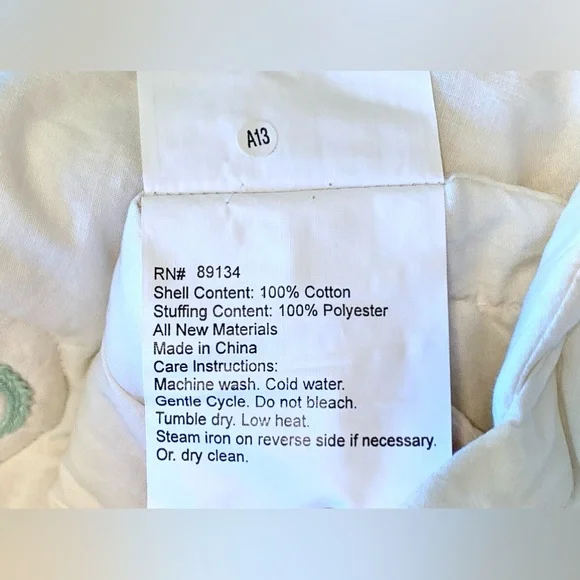 A13
RN# 89134
Shell Content: 100% Cotton
Stuffing Content: 100% Polyester
All New Materials
Made in China
Care Instructions:
Machine wash. Cold water.
Gentle Cycle. Do not bleach.
Tumble dry. Low heat.
Steam iron on reverse side if necessary.
Or. dry clean.